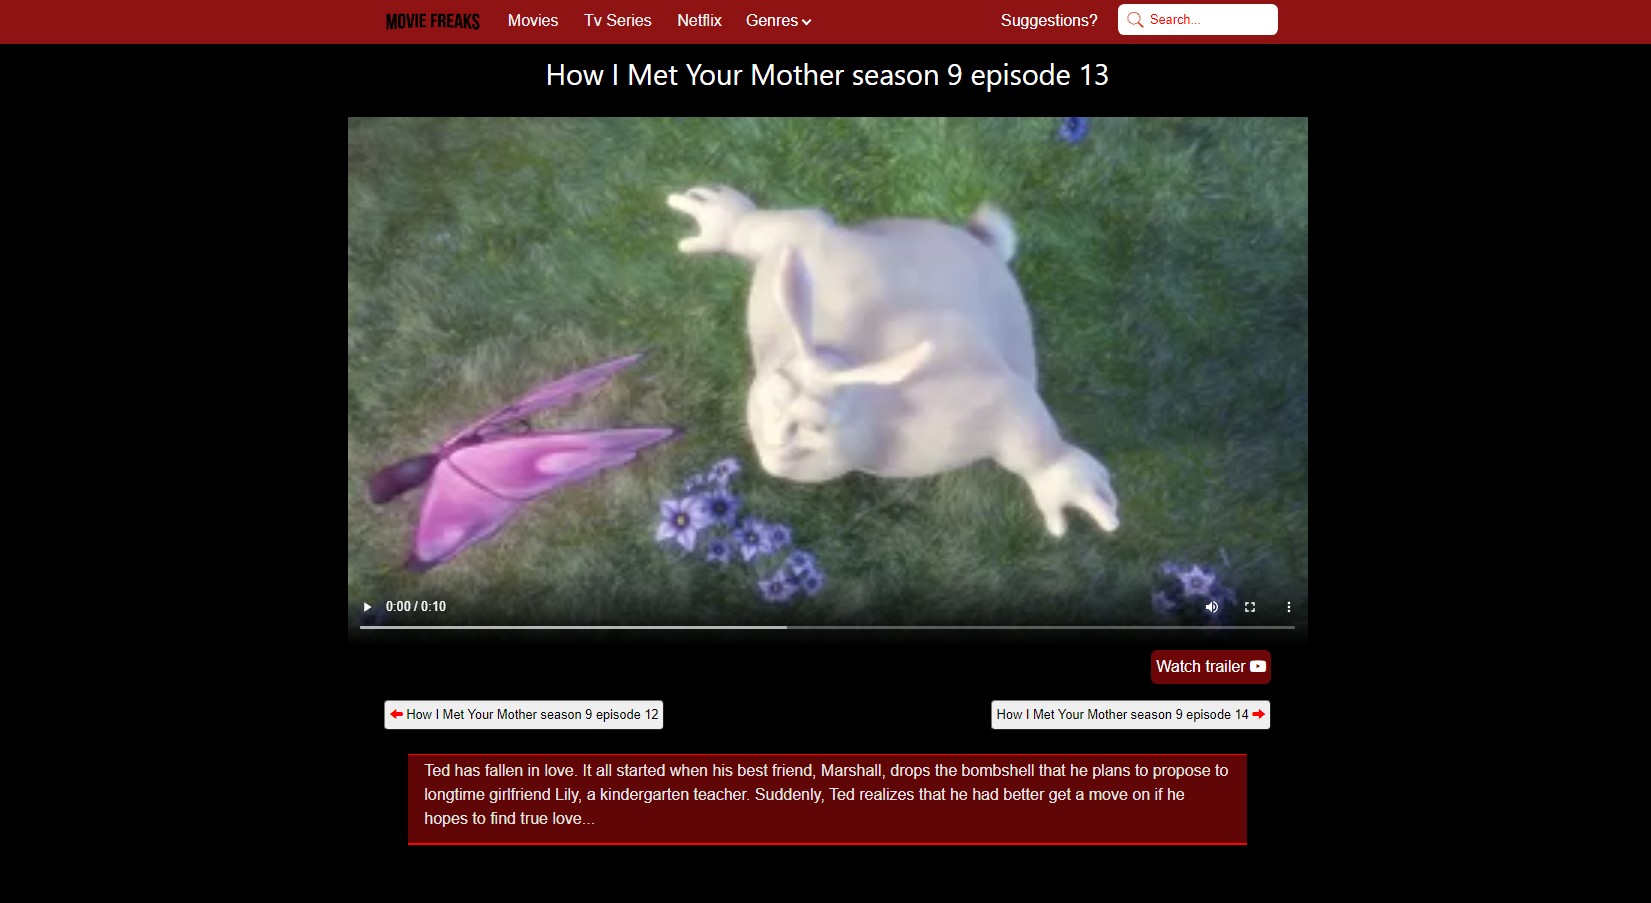 MOVIE FREAKS Movies Tv Series Netflix Genres Suggestions? Search...
How I Met Your Mother season 9 episode 13
0:00 / 0:10
Watch trailer
How I Met Your Mother season 9 episode 12
How I Met Your Mother season 9 episode 14
Ted has fallen in love. It all started when his best friend, Marshall, drops the bombshell that he plans to propose to
longtime girlfriend Lily, a kindergarten teacher. Suddenly, Ted realizes that he had better get a move on if he
hopes to find true love...